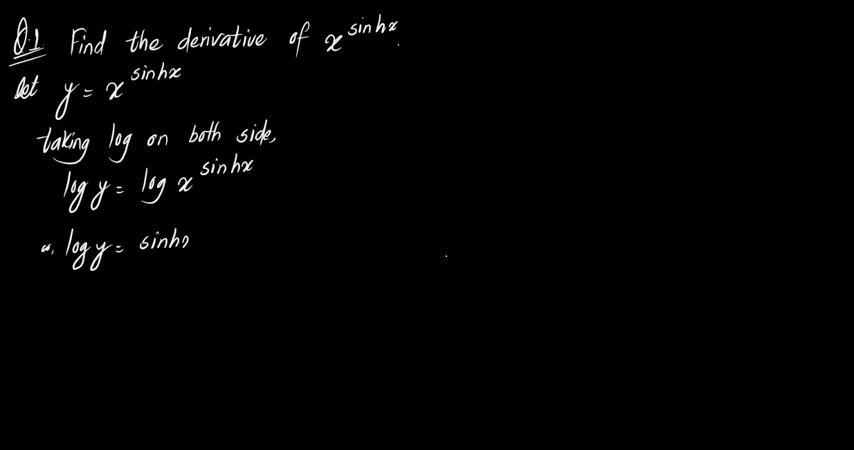 Q.1 Find the derivative of x^sinhx.
Let y = x^sinhx
taking log on both side,
log y = log x^sinhx
or, log y = sinhx